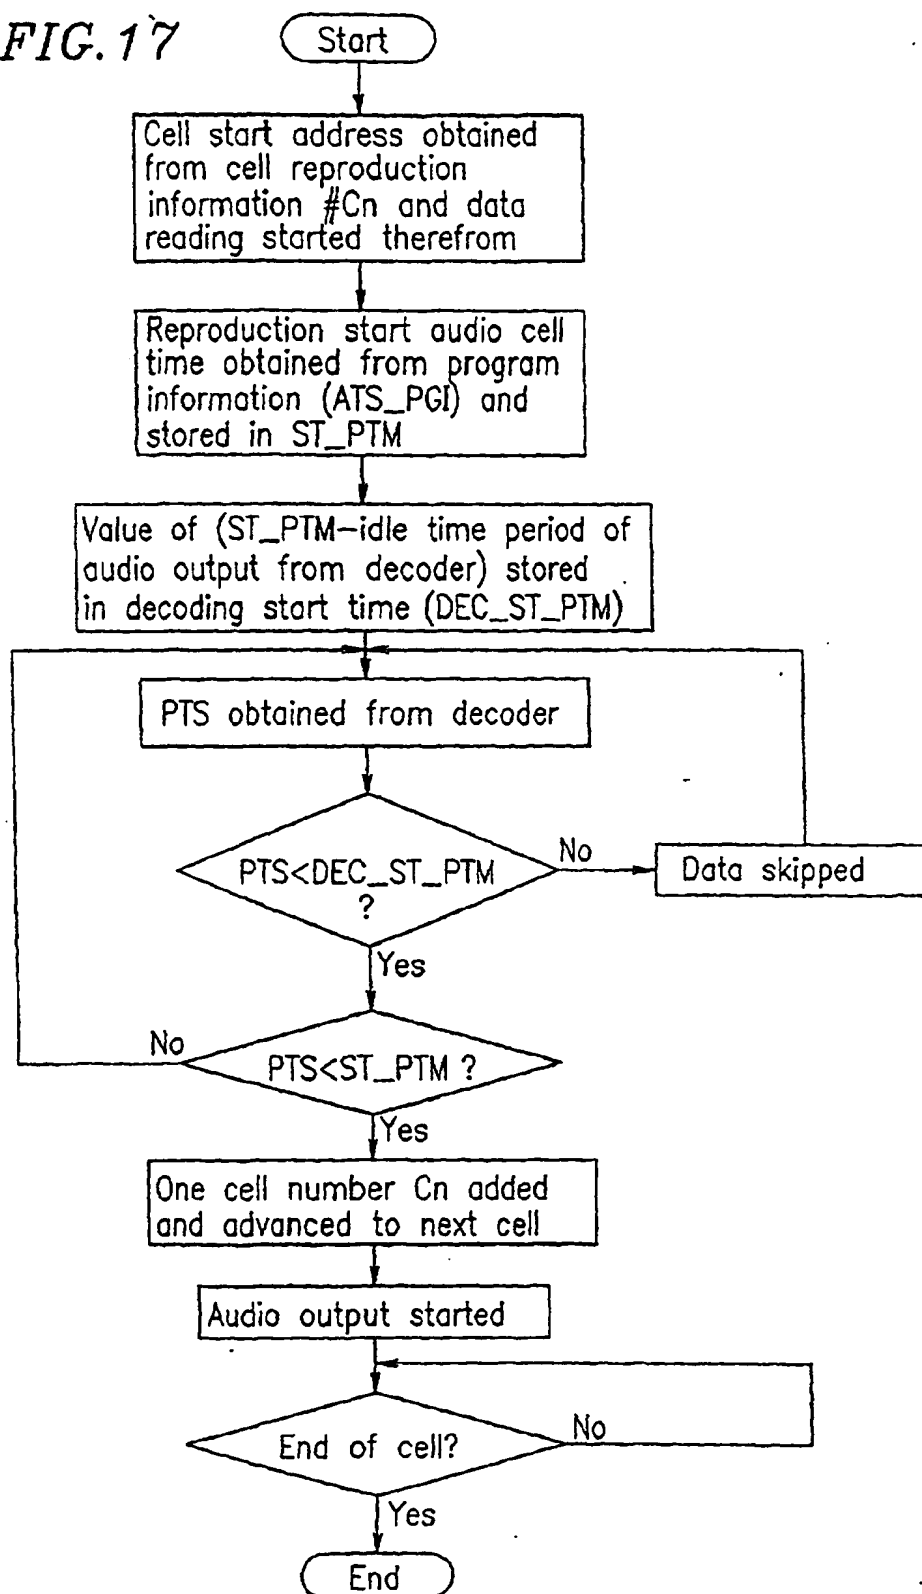 FIG. 17
Start
Cell start address obtained
from cell reproduction
information #Cn and data
reading started therefrom
Reproduction start audio cell
time obtained from program
information (ATS_PGI) and
stored in ST_PTM
Value of (ST_PTM-idle time period of
audio output from decoder) stored
in decoding start time (DEC_ST_PTM)
PTS obtained from decoder
PTS<DEC_ST_PTM
?
No
Data skipped
Yes
No
PTS<ST_PTM ?
Yes
One cell number Cn added
and advanced to next cell
Audio output started
End of cell?
No
Yes
End